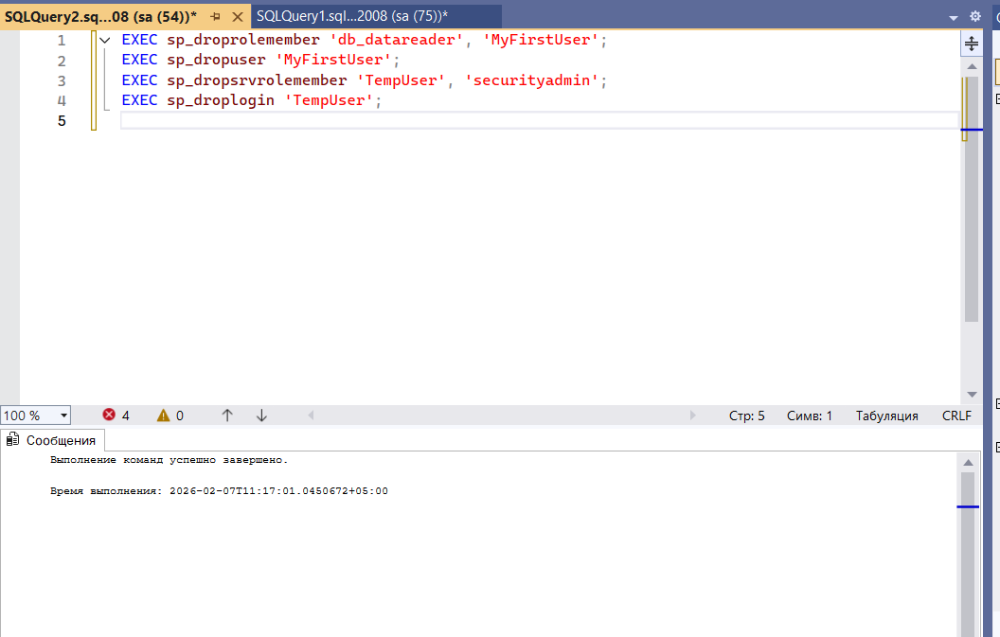 SQLQuery2.sq...08 (sa (54))* SQLQuery1.sql...2008 (sa (75))*
1 EXEC sp_droprolemember 'db_datareader', 'MyFirstUser';
2 EXEC sp_dropuser 'MyFirstUser';
3 EXEC sp_dropsrvrolemember 'TempUser', 'securityadmin';
4 EXEC sp_droplogin 'TempUser';
5
100 % 4 0 Стр: 5 Симв: 1 Табуляция CRLF
Сообщения
Выполнение команд успешно завершено.
Время выполнения: 2026-02-07T11:17:01.0450672+05:00